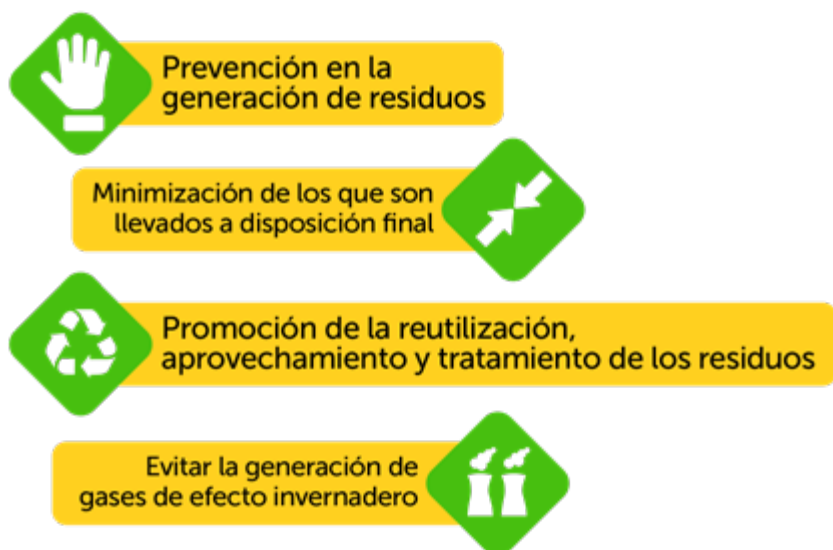 Prevención en la
generación de residuos
Minimización de los que son
llevados a disposición final
Promoción de la reutilización,
aprovechamiento y tratamiento de los residuos
Evitar la generación de
gases de efecto invernadero